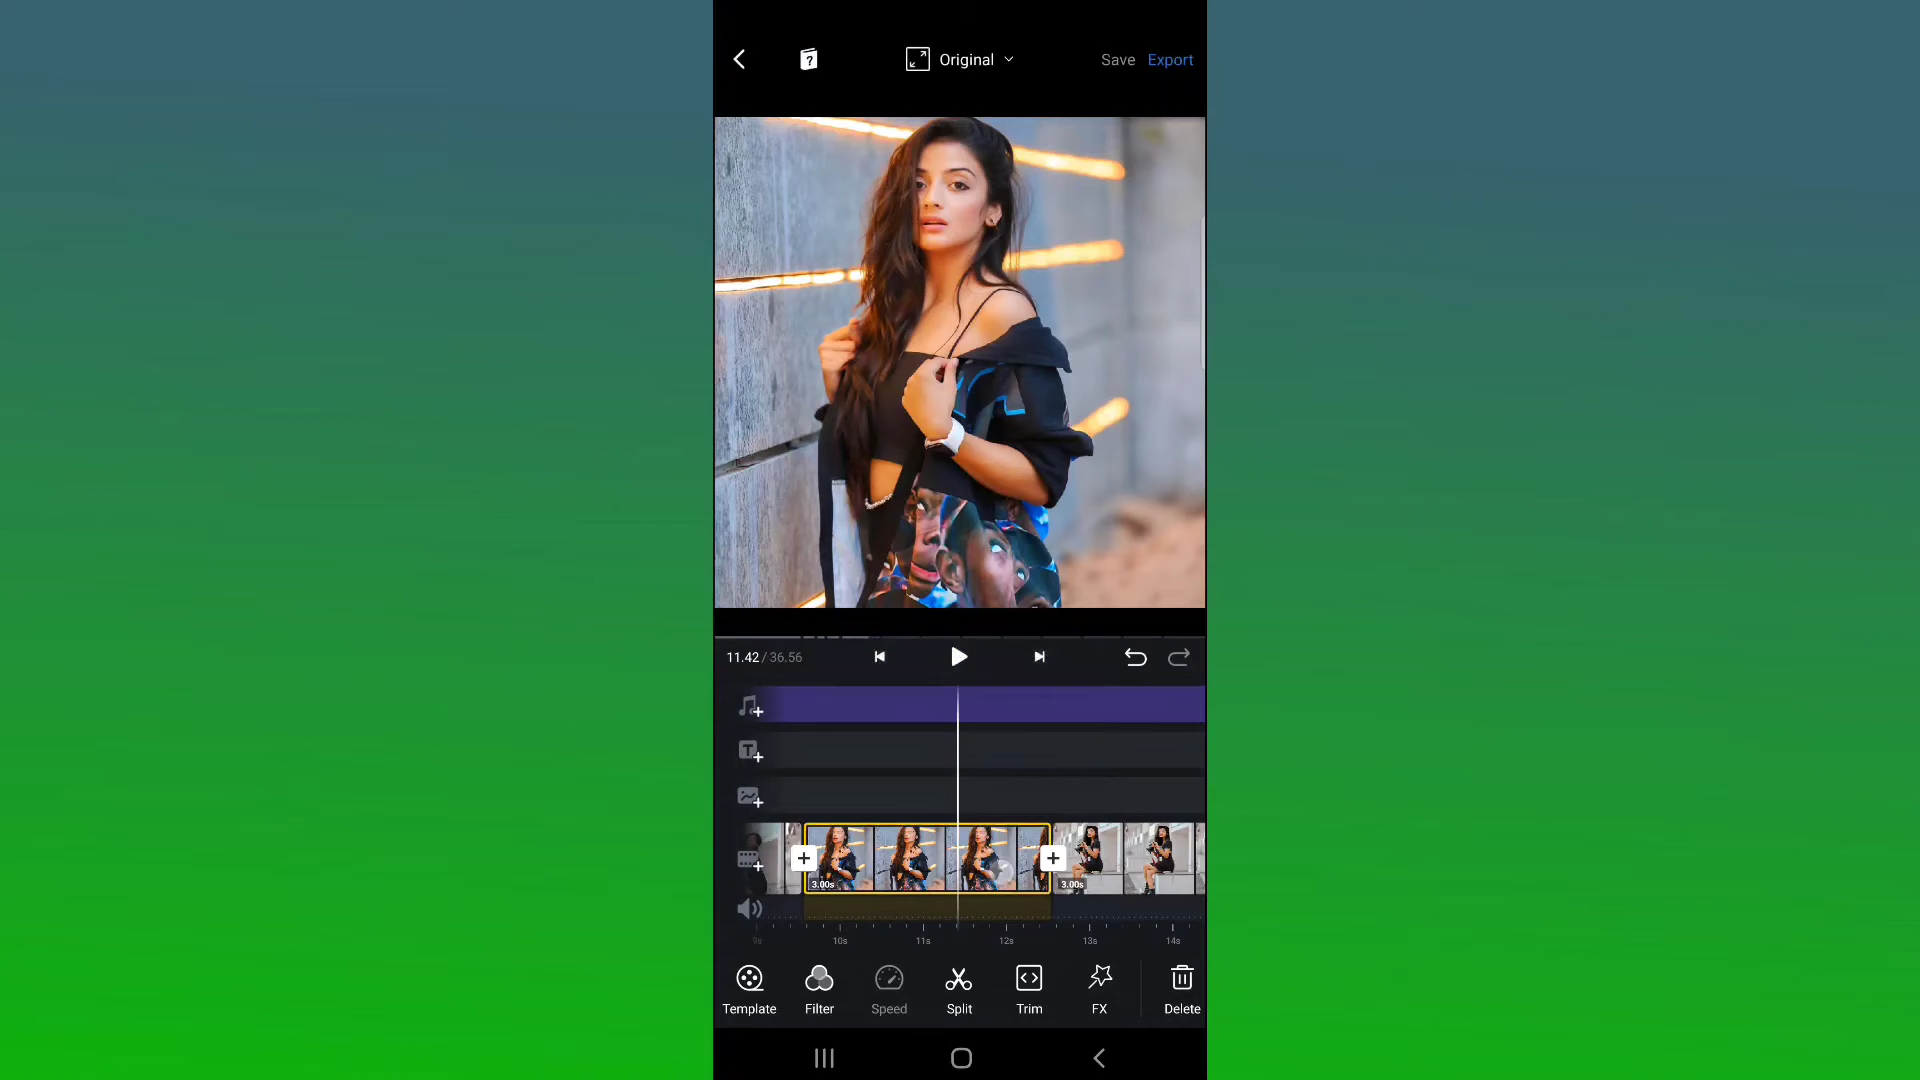 ?
Original
Save Export
11.42 / 36.56
T
3.00s
3.00s
9s 10s 11s 12s 13s 14s
Template Filter Speed Split Trim FX Delete